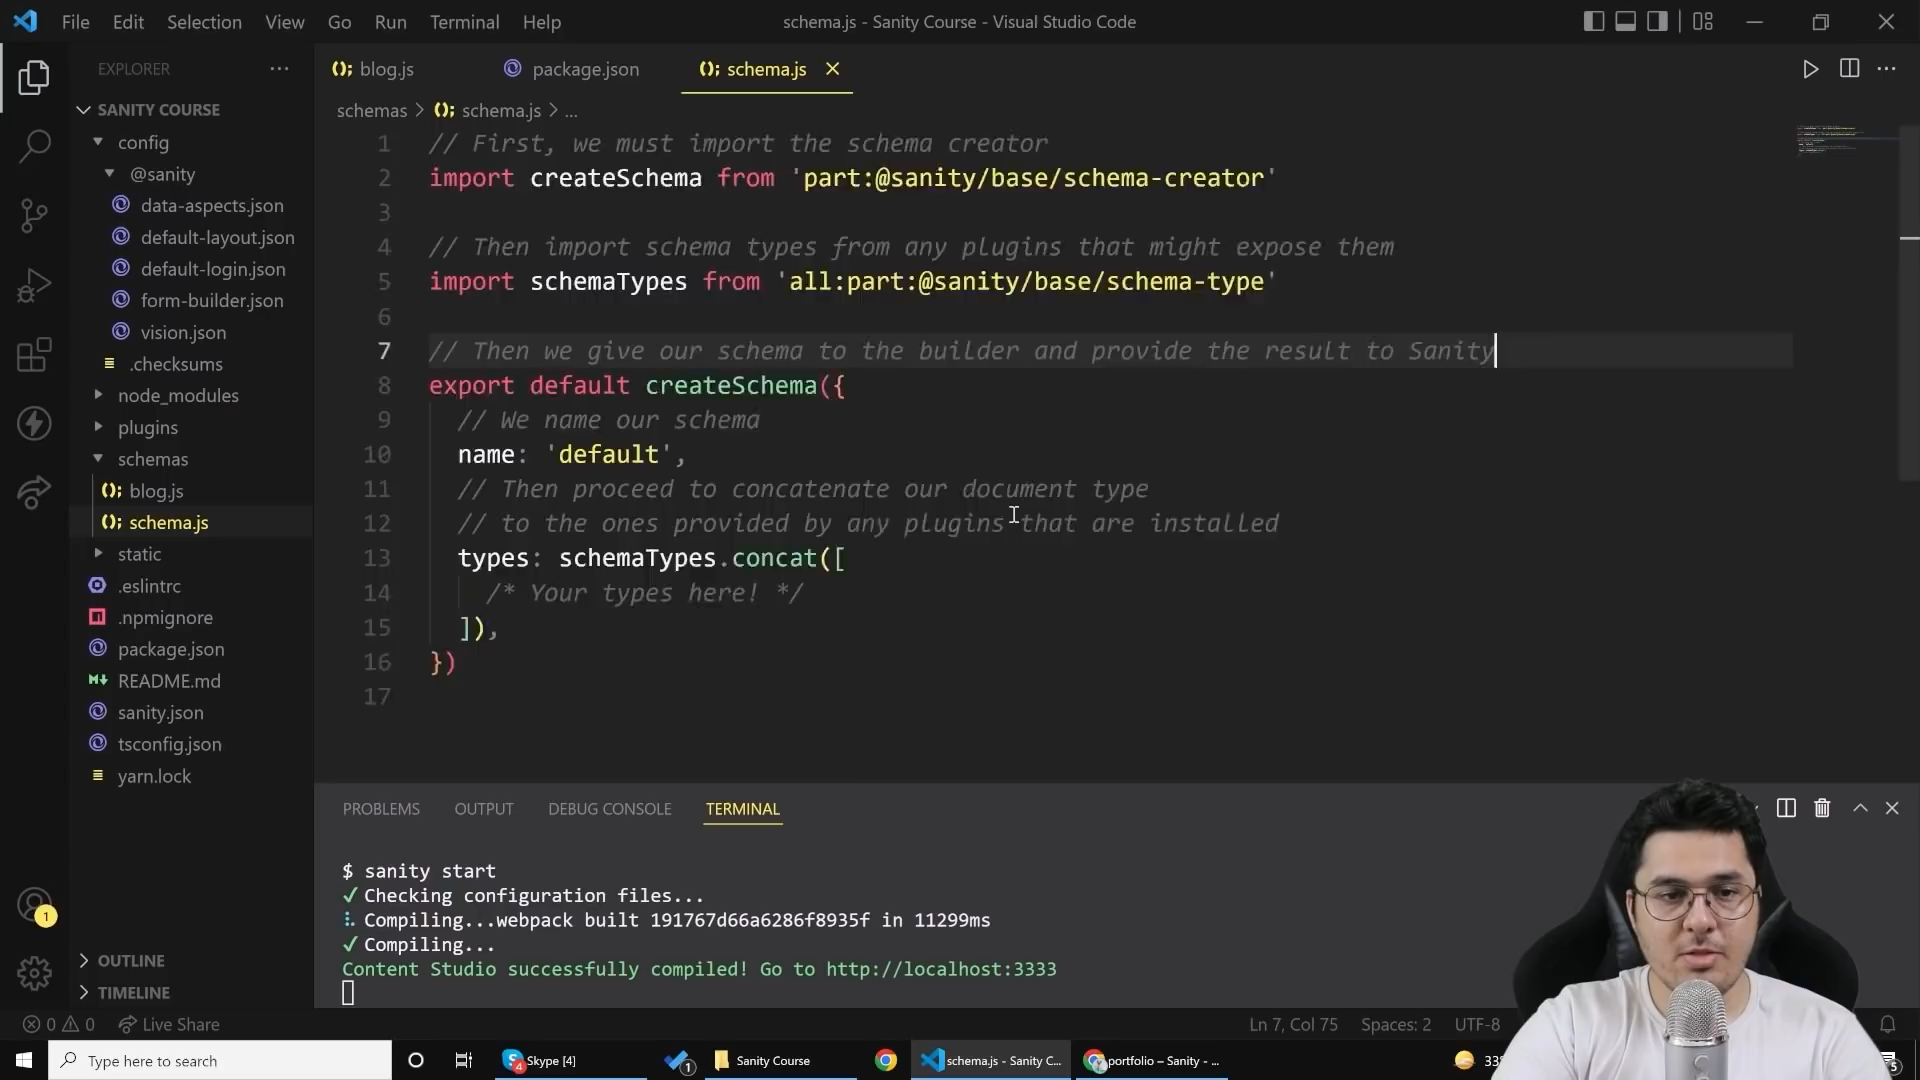 File Edit Selection View Go Run Terminal Help
schema.js - Sanity Course - Visual Studio Code
EXPLORER
SANITY COURSE
config
@sanity
data-aspects.json
default-layout.json
default-login.json
form-builder.json
vision.json
.checksums
node_modules
plugins
schemas
blog.js
schema.js
static
.eslintrc
.npmignore
package.json
README.md
sanity.json
tsconfig.json
yarn.lock
OUTLINE
TIMELINE
1
blog.js package.json schema.js
schemas > schema.js > ...
1 // First, we must import the schema creator
2 import createSchema from 'part:@sanity/base/schema-creator'
3
4 // Then import schema types from any plugins that might expose them
5 import schemaTypes from 'all:part:@sanity/base/schema-type'
6
7 // Then we give our schema to the builder and provide the result to Sanity
8 export default createSchema({
9 // We name our schema
10 name: 'default',
11 // Then proceed to concatenate our document type
12 // to the ones provided by any plugins that are installed
13 types: schemaTypes.concat([
14 /* Your types here! */
15 ]),
16 })
17
PROBLEMS OUTPUT DEBUG CONSOLE TERMINAL
$ sanity start
✓ Checking configuration files...
⠧ Compiling...webpack built 191767d66a6286f8935f in 11299ms
✓ Compiling...
Content Studio successfully compiled! Go to http://localhost:3333
0 0 Live Share Ln 7, Col 75 Spaces: 2 UTF-8
Type here to search Skype [4] 4 1 Sanity Course schema.js - Sanity C... portfolio – Sanity - ... 33 5